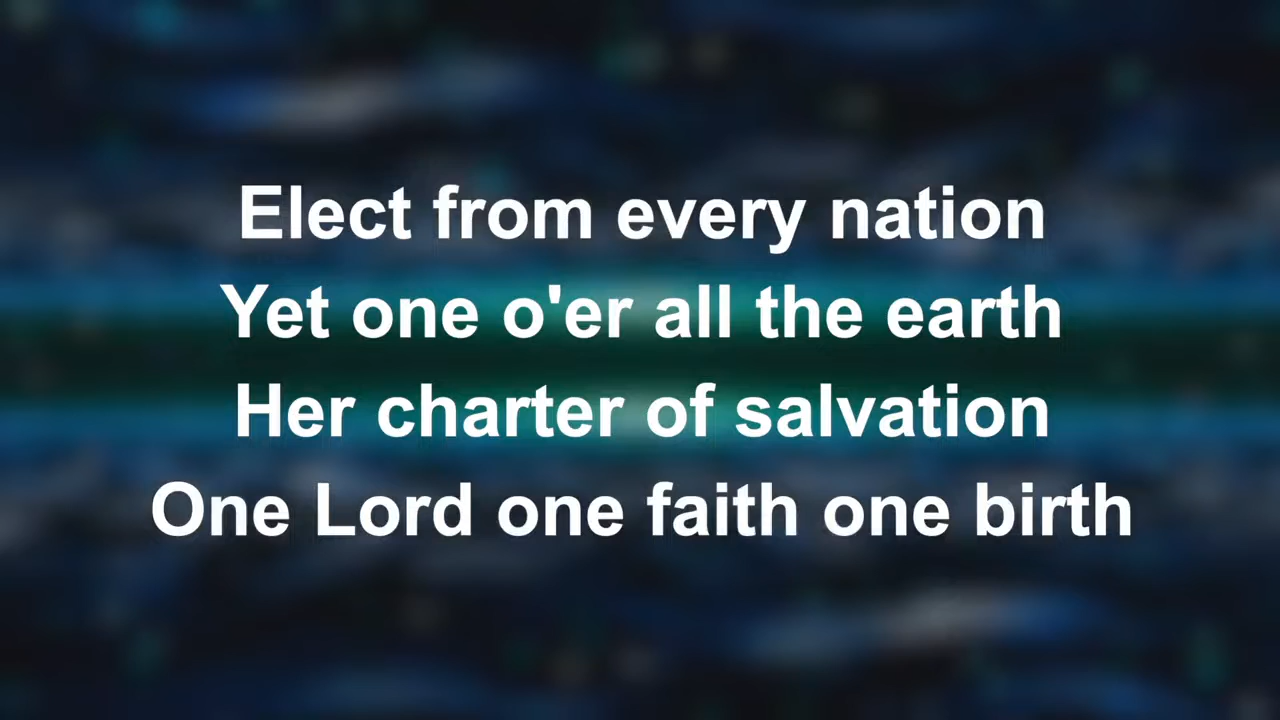 Elect from every nation
Yet one o'er all the earth
Her charter of salvation
One Lord one faith one birth